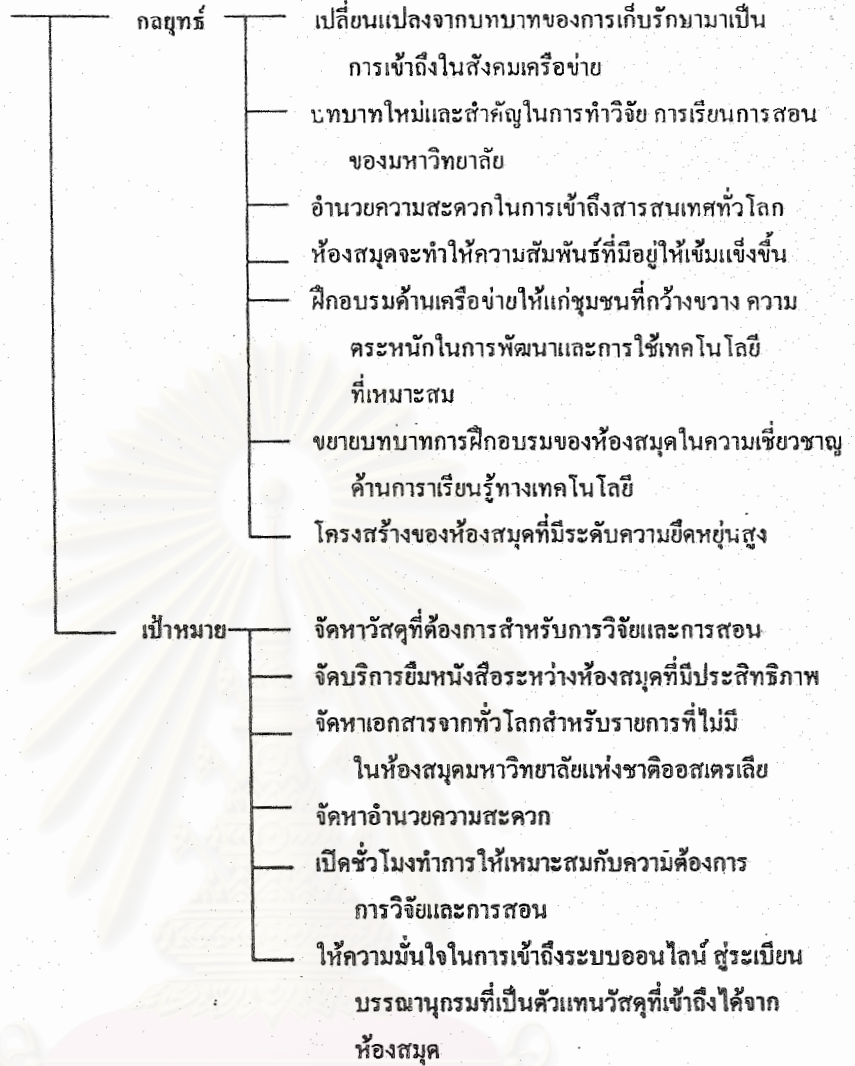 กลยุทธ์ เปลี่ยนแปลงจากบทบาทของการเก็บรักษามาเป็น
การเข้าถึงในสังคมเครือข่าย
บทบาทใหม่และสำคัญในการทำวิจัย การเรียนการสอน
ของมหาวิทยาลัย
อำนวยความสะดวกในการเข้าถึงสารสนเทศทั่วโลก
ห้องสมุดจะทำให้ความสัมพันธ์ที่มีอยู่ให้เข้มแข็งขึ้น
ฝึกอบรมด้านเครือข่ายให้แก่ชุมชนที่กว้างขวาง ความ
ตระหนักในการพัฒนาและการใช้เทคโนโลยี
ที่เหมาะสม
ขยายบทบาทการฝึกอบรมของห้องสมุดในความเชี่ยวชาญ
ด้านการาเรียนรู้ทางเทคโนโลยี
โครงสร้างของห้องสมุดที่มีระดับความยืดหยุ่นสูง
เป้าหมาย จัดหาวัสดุที่ต้องการสำหรับการวิจัยและการสอน
จัดบริการยืมหนังสือระหว่างห้องสมุดที่มีประสิทธิภาพ
จัดหาเอกสารจากทั่วโลกสำหรับรายการที่ไม่มี
ในห้องสมุดมหาวิทยาลัยแห่งชาติออสเตรเลีย
จัดหาอำนวยความสะดวก
เปิดชั่วโมงทำการให้เหมาะสมกับความต้องการ
การวิจัยและการสอน
ให้ความมั่นใจในการเข้าถึงระบบออนไลน์ สู่ระเบียน
บรรณานุกรมที่เป็นตัวแทนวัสดุที่เข้าถึงได้จาก
ห้องสมุด